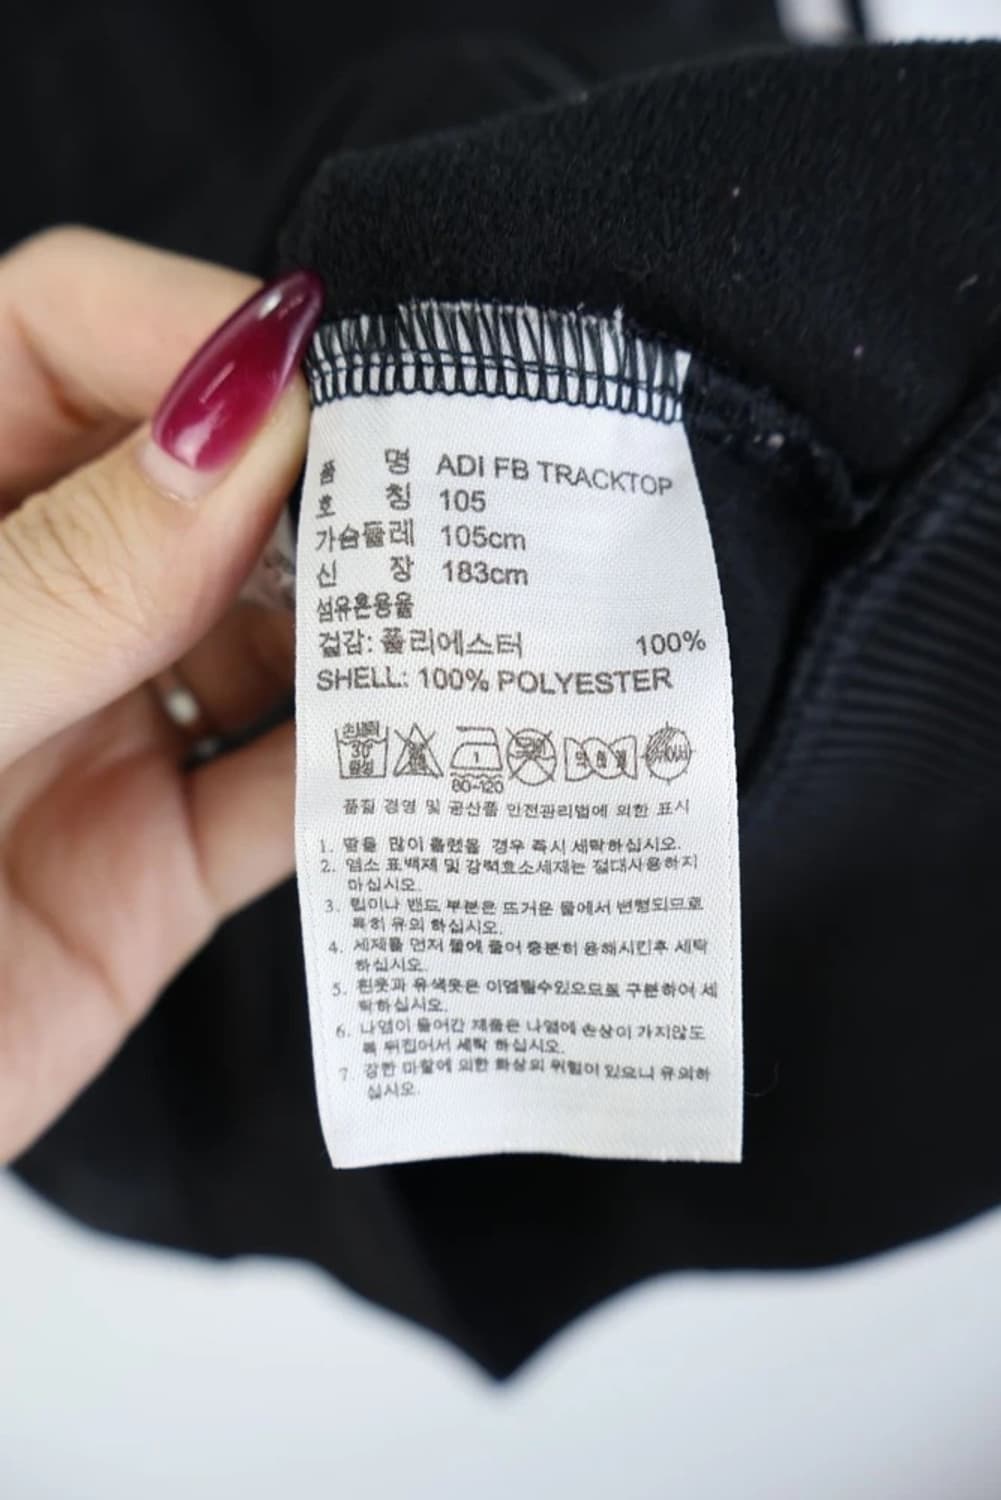 품 명 ADI FB TRACKTOP
호 칭 105
가슴둘레 105cm
신 장 183cm
섬유혼용율
겉감: 폴리에스터 100%
SHELL: 100% POLYESTER
손세탁
30
중성
1
80-120
품질 경영 및 공산품 안전관리법에 의한 표시
1. 땀을 많이 흘렸을 경우 즉시 세탁하십시오.
2. 염소 표백제 및 강력효소세제는 절대사용하지
마십시오.
3. 립이나 밴드 부분은 뜨거운 물에서 변형되므로
특히 유의 하십시오.
4. 세제를 먼저 물에 풀어 충분히 용해시킨후 세탁
하십시오.
5. 흰옷과 유색옷은 이염될수있으므로 구분하여 세
탁하십시오.
6. 나염이 들어간 제품은 나염에 손상이 가지않도
록 뒤집어서 세탁 하십시오.
7. 강한 마찰에 의한 화상의 위험이 있으니 유의하
십시오.